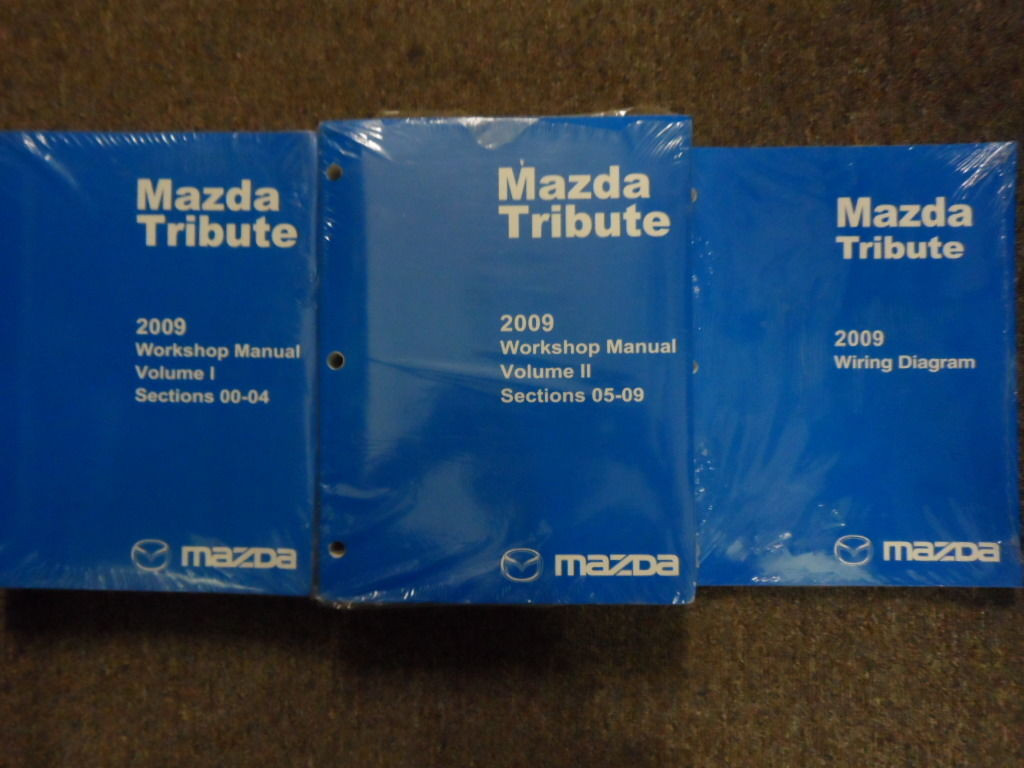 Mazda
Tribute
2009
Workshop Manual
Volume I
Sections 00-04
mazda
Mazda
Tribute
2009
Workshop Manual
Volume II
Sections 05-09
mazda
Mazda
Tribute
2009
Wiring Diagram
mazda